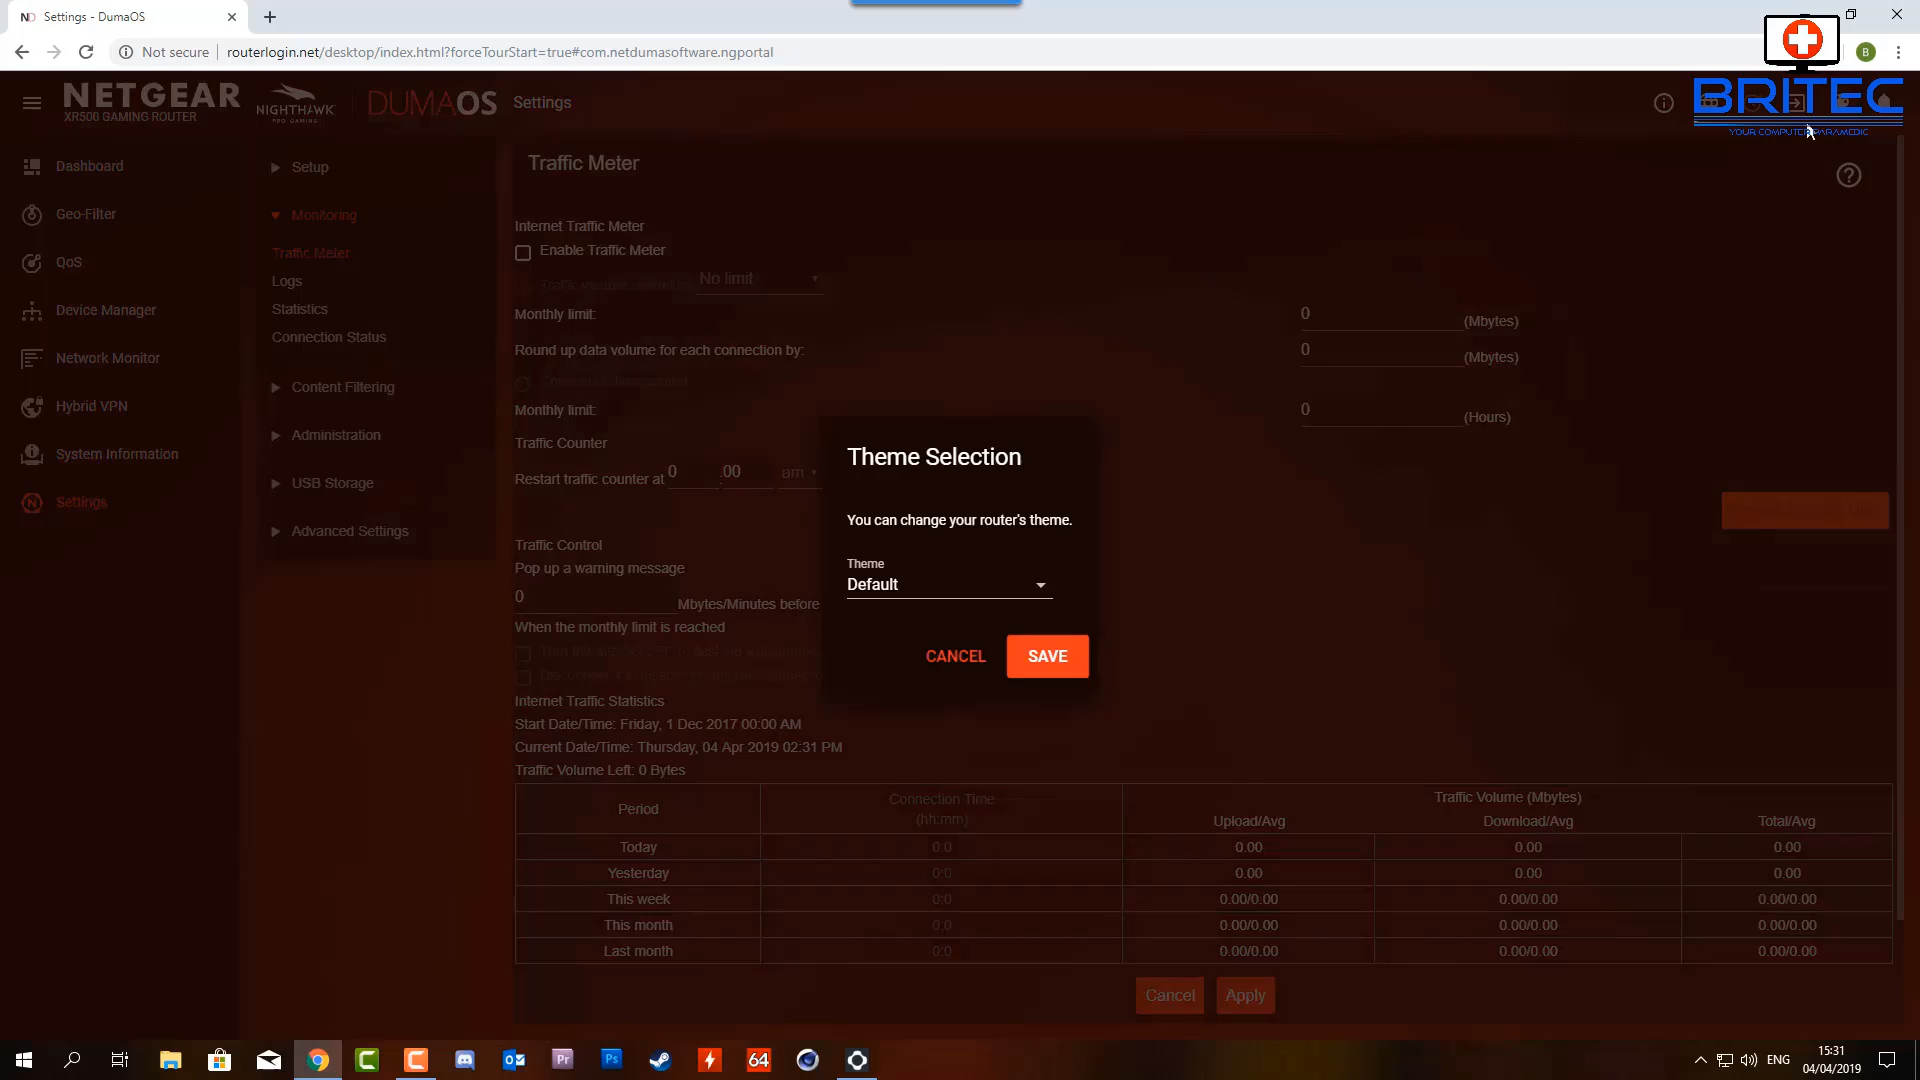 Settings - DumaOS
Not secure
routerlogin.net/desktop/index.html?forceTourStart=true#com.netdumasoftware.ngportal
B
BRITEC
YOUR COMPUTER PARAMEDIC
NETGEAR
XR500 GAMING ROUTER
NIGHTHAWK
PRO GAMING
DUMAOS
Settings
Dashboard
Geo-Filter
QoS
Device Manager
Network Monitor
Hybrid VPN
System Information
Settings
Setup
Monitoring
Traffic Meter
Logs
Statistics
Connection Status
Content Filtering
Administration
USB Storage
Advanced Settings
Traffic Meter
Internet Traffic Meter
Enable Traffic Meter
No limit
Monthly limit:
0
(Mbytes)
Round up data volume for each connection by:
0
(Mbytes)
Monthly limit:
0
(Hours)
Traffic Counter
Restart traffic counter at 0 :00 am
Traffic Control
Pop up a warning message
0 Mbytes/Minutes before
When the monthly limit is reached
Internet Traffic Statistics
Start Date/Time: Friday, 1 Dec 2017 00:00 AM
Current Date/Time: Thursday, 04 Apr 2019 02:31 PM
Traffic Volume Left: 0 Bytes
Period
Connection Time
(hh:mm)
Traffic Volume (Mbytes)
Upload/Avg
Download/Avg
Total/Avg
Today 0:0 0.00 0.00 0.00
Yesterday 0:0 0.00 0.00 0.00
This week 0:0 0.00/0.00 0.00/0.00 0.00/0.00
This month 0:0 0.00/0.00 0.00/0.00 0.00/0.00
Last month 0:0 0.00/0.00 0.00/0.00 0.00/0.00
Cancel
Apply
Theme Selection
You can change your router's theme.
Theme
Default
CANCEL
SAVE
Pr
Ps
64
ENG
15:31
04/04/2019